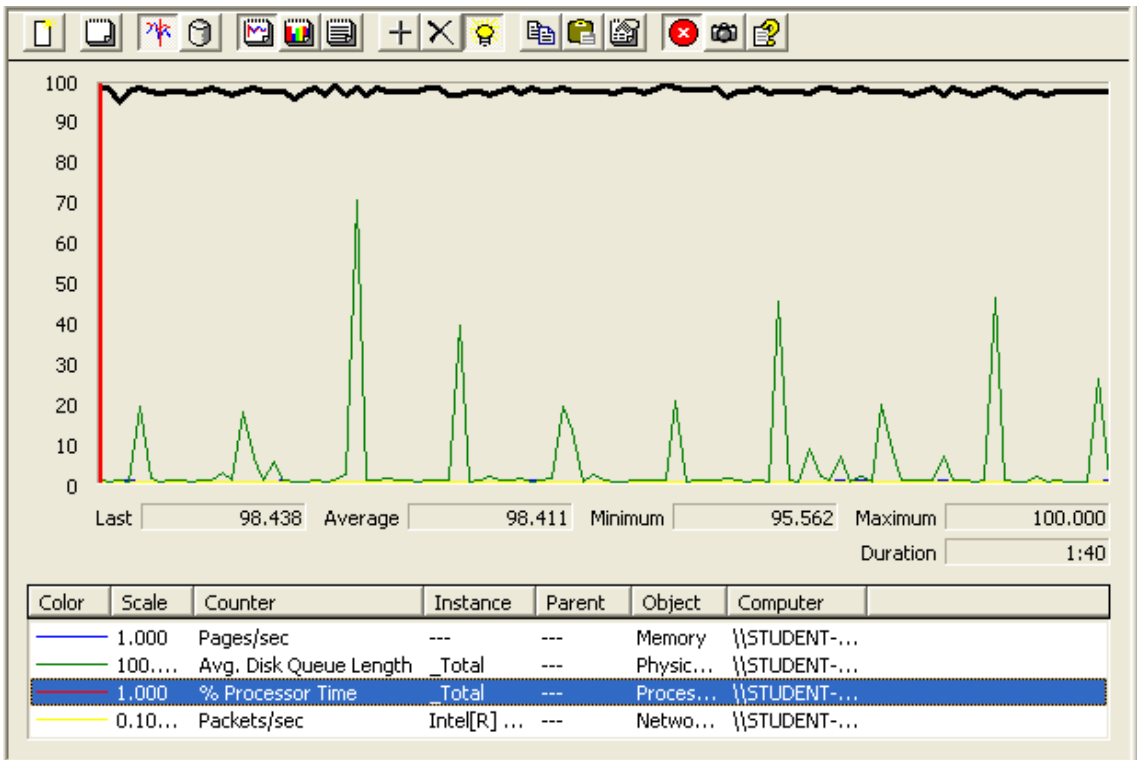 100
90
80
70
60
50
40
30
20
10
0
Last 98.438 Average 98.411 Minimum 95.562 Maximum 100.000
Duration 1:40
Color Scale Counter Instance Parent Object Computer
1.000 Pages/sec --- --- Memory \\STUDENT-...
100.... Avg. Disk Queue Length _Total --- Physic... \\STUDENT-...
1.000 % Processor Time _Total --- Proces... \\STUDENT-...
0.10... Packets/sec Intel[R] ... --- Netwo... \\STUDENT-...